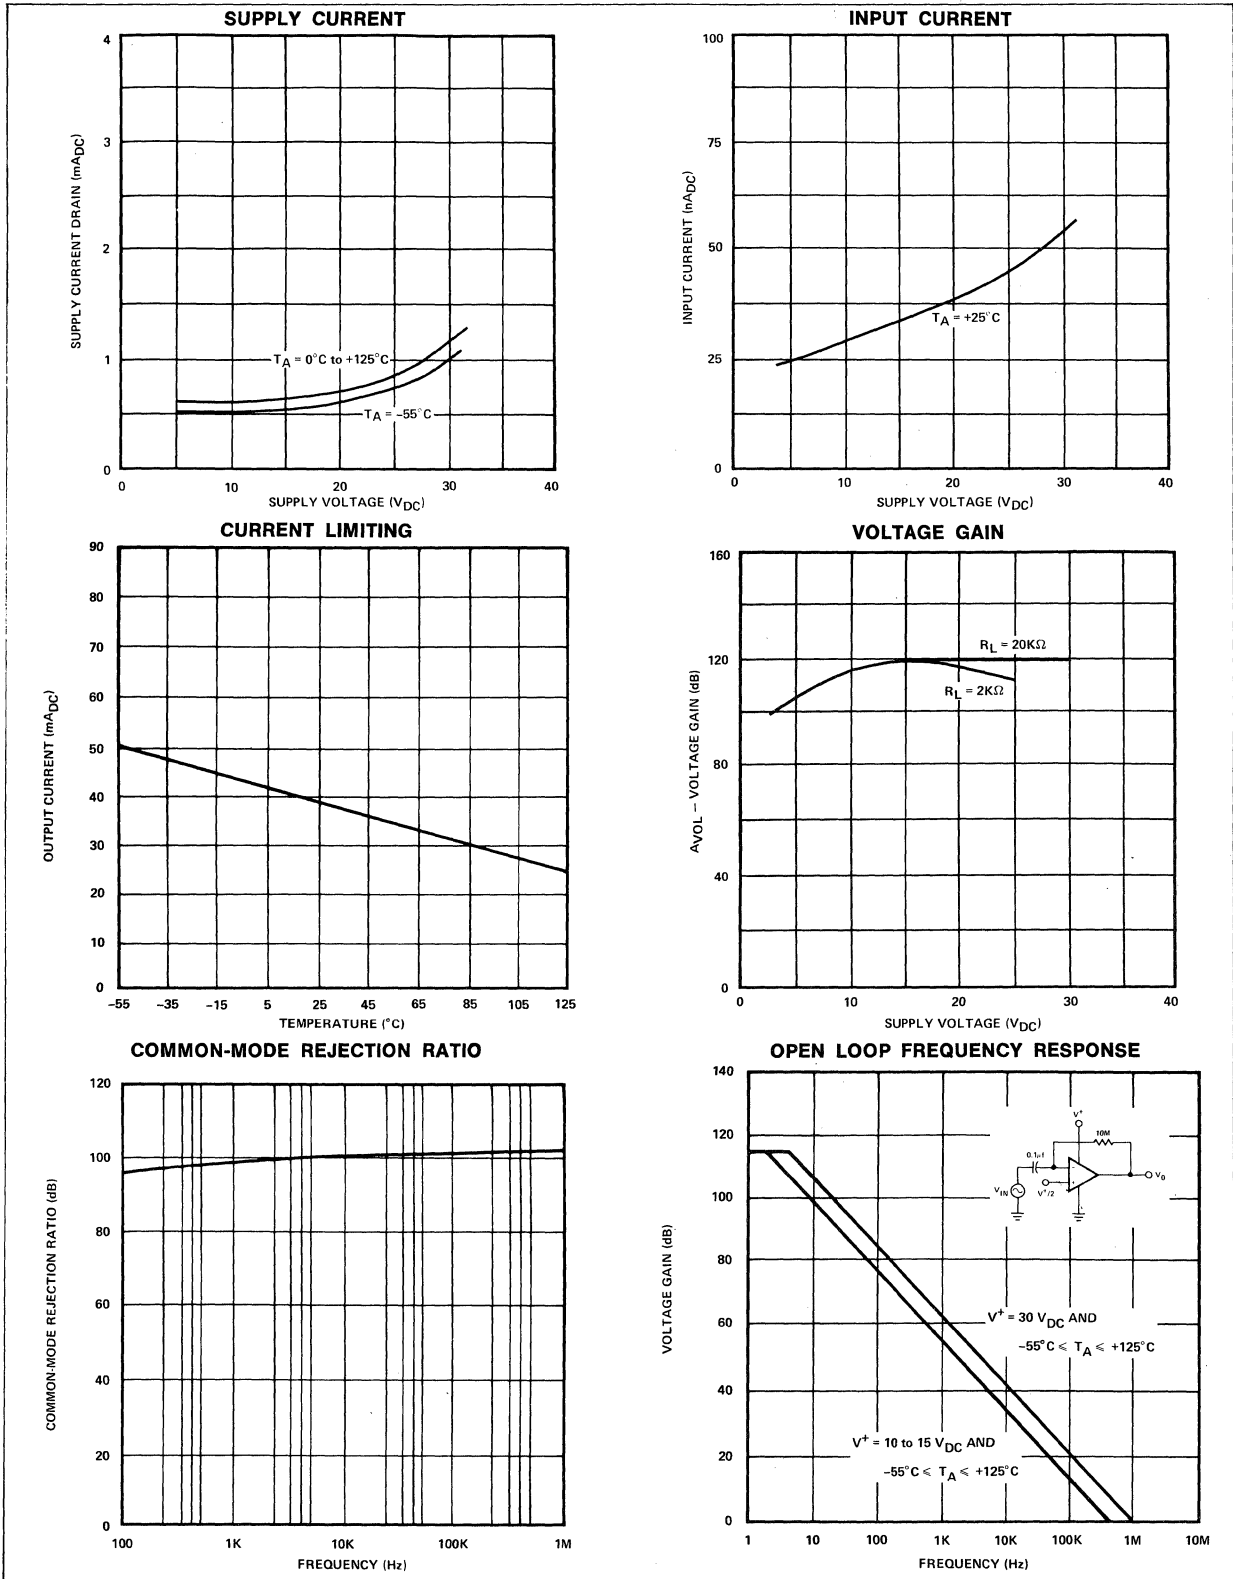 SUPPLY CURRENT
4
3
2
1
0
SUPPLY CURRENT DRAIN (mADC)
TA = 0°C to +125°C
TA = -55°C
0 10 20 30 40
SUPPLY VOLTAGE (VDC)
INPUT CURRENT
100
75
50
25
0
INPUT CURRENT (nADC)
TA = +25°C
0 10 20 30 40
SUPPLY VOLTAGE (VDC)
CURRENT LIMITING
90
80
70
60
50
40
30
20
10
0
OUTPUT CURRENT (mADC)
-55 -35 -15 5 25 45 65 85 105 125
TEMPERATURE (°C)
VOLTAGE GAIN
160
120
80
40
0
AVOL – VOLTAGE GAIN (dB)
RL = 20KΩ
RL = 2KΩ
0 10 20 30 40
SUPPLY VOLTAGE (VDC)
COMMON-MODE REJECTION RATIO
120
100
80
60
40
20
0
COMMON-MODE REJECTION RATIO (dB)
100 1K 10K 100K 1M
FREQUENCY (Hz)
OPEN LOOP FREQUENCY RESPONSE
140
120
100
80
60
40
20
0
VOLTAGE GAIN (dB)
V+
10M
0.1µf
VIN
V+/2
V0
V+ = 30 VDC AND
-55°C ⩽ TA ⩽ +125°C
V+ = 10 to 15 VDC AND
-55°C ⩽ TA ⩽ +125°C
1 10 100 1K 10K 100K 1M 10M
FREQUENCY (Hz)